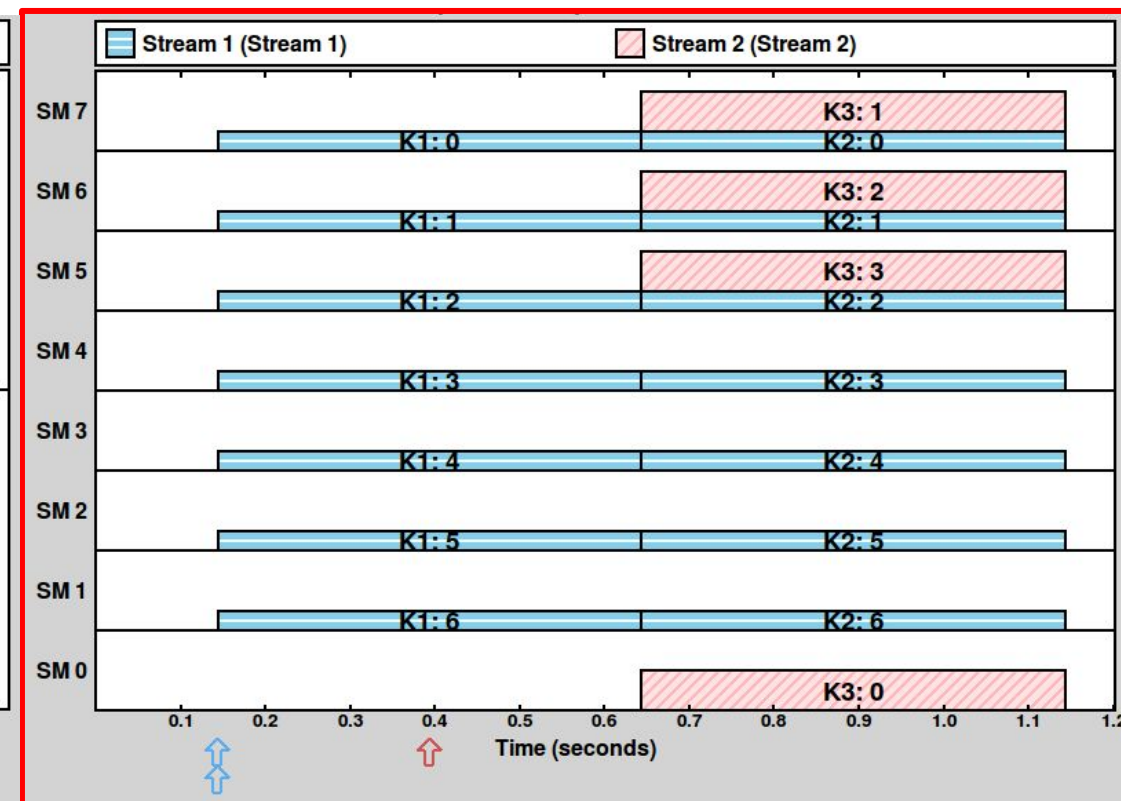 Stream 1 (Stream 1)
Stream 2 (Stream 2)
SM 7
K3: 1
K1: 0
K2: 0
SM 6
K3: 2
K1: 1
K2: 1
SM 5
K3: 3
K1: 2
K2: 2
SM 4
K1: 3
K2: 3
SM 3
K1: 4
K2: 4
SM 2
K1: 5
K2: 5
SM 1
K1: 6
K2: 6
SM 0
K3: 0
0.1 0.2 0.3 0.4 0.5 0.6 0.7 0.8 0.9 1.0 1.1 1.2
Time (seconds)